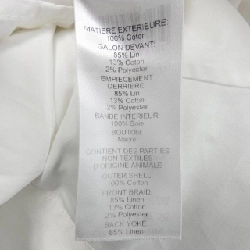 MATIERE EXTERIEURE:
100% Coton
GALON DEVANT:
85% Lin
13% Coton
2% Polyester
EMPIECEMENT
DERRIERE
85% Lin
13% Coton
2% Polyester
BANDE INTERIEUR:
100% Soie
BOUTON:
Nacre
CONTIENT DES PARTIES
NON TEXTILES
D'ORIGINE ANIMALE
OUTER SHELL:
100% Cotton
FRONT BRAID:
85% Linen
13% Cotton
2% Polyester
BACK YOKE:
85% Linen